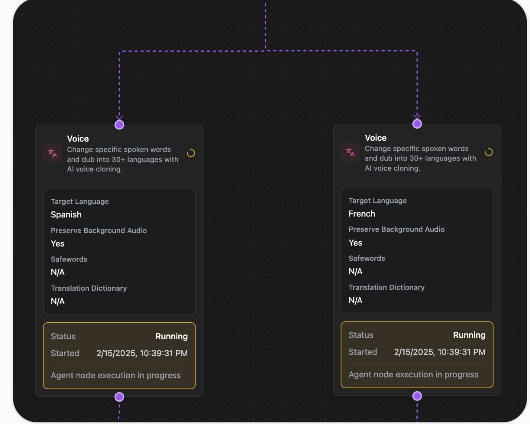 Voice
Change specific spoken words
and dub into 30+ languages with
AI voice cloning.
Target Language
Spanish
Preserve Background Audio
Yes
Safewords
N/A
Translation Dictionary
N/A
Status Running
Started 2/15/2025, 10:39:31 PM
Agent node execution in progress
Voice
Change specific spoken words
and dub into 30+ languages with
AI voice cloning.
Target Language
French
Preserve Background Audio
Yes
Safewords
N/A
Translation Dictionary
N/A
Status Running
Started 2/15/2025, 10:39:31 PM
Agent node execution in progress